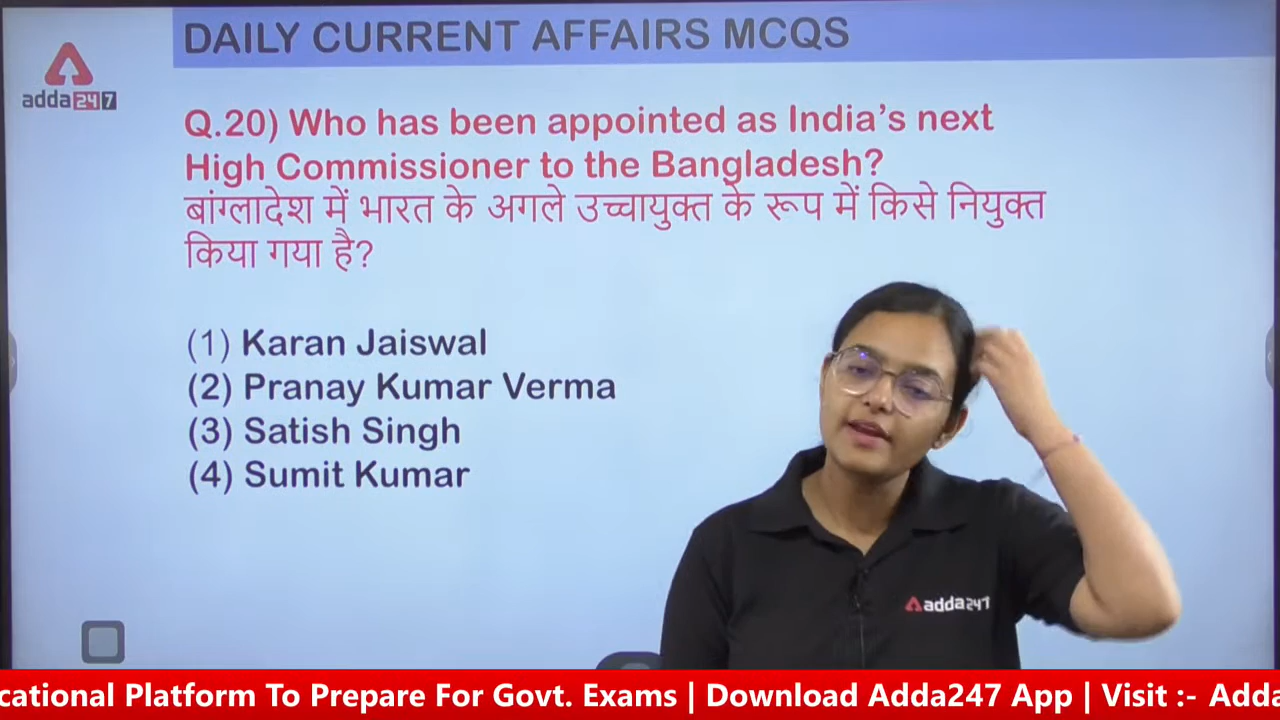 DAILY CURRENT AFFAIRS MCQS
adda247
Q.20) Who has been appointed as India's next
High Commissioner to the Bangladesh?
बांग्लादेश में भारत के अगले उच्चायुक्त के रूप में किसे नियुक्त
किया गया है?
(1) Karan Jaiswal
(2) Pranay Kumar Verma
(3) Satish Singh
(4) Sumit Kumar
adda247
cational Platform To Prepare For Govt. Exams | Download Adda247 App | Visit :- Adda